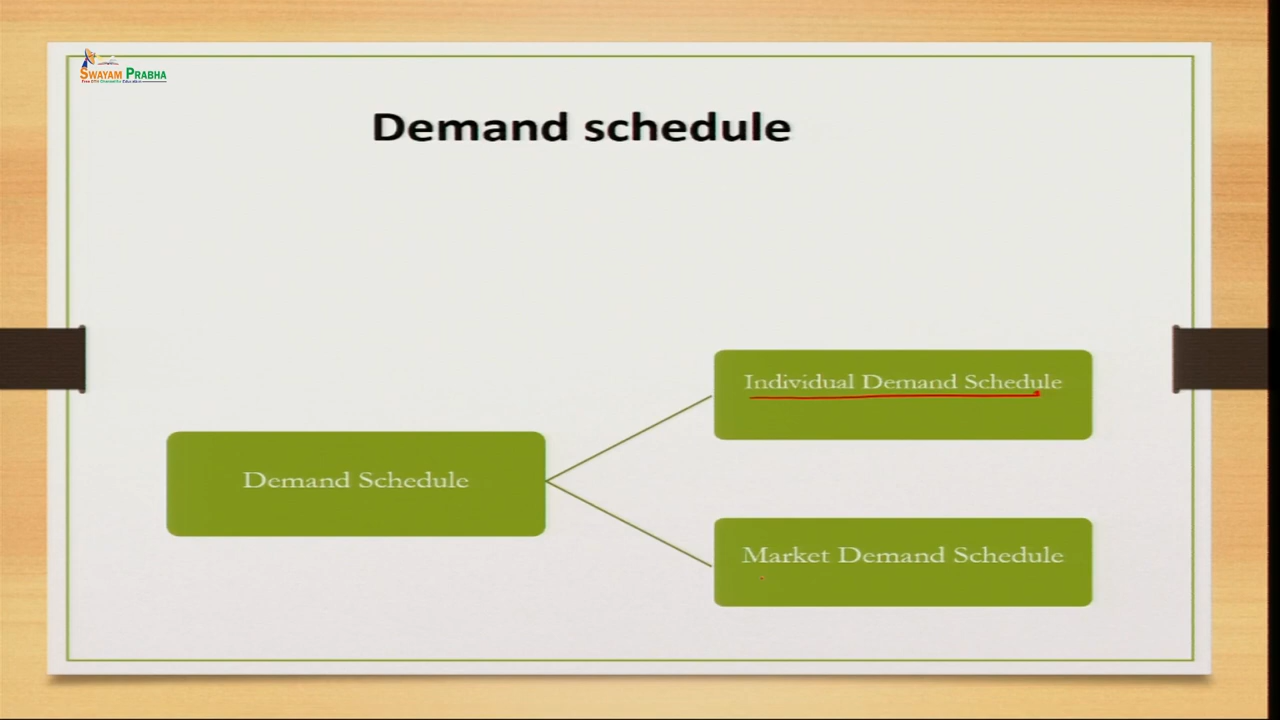 SWAYAM PRABHA
Demand schedule
Individual Demand Schedule
Demand Schedule
Market Demand Schedule